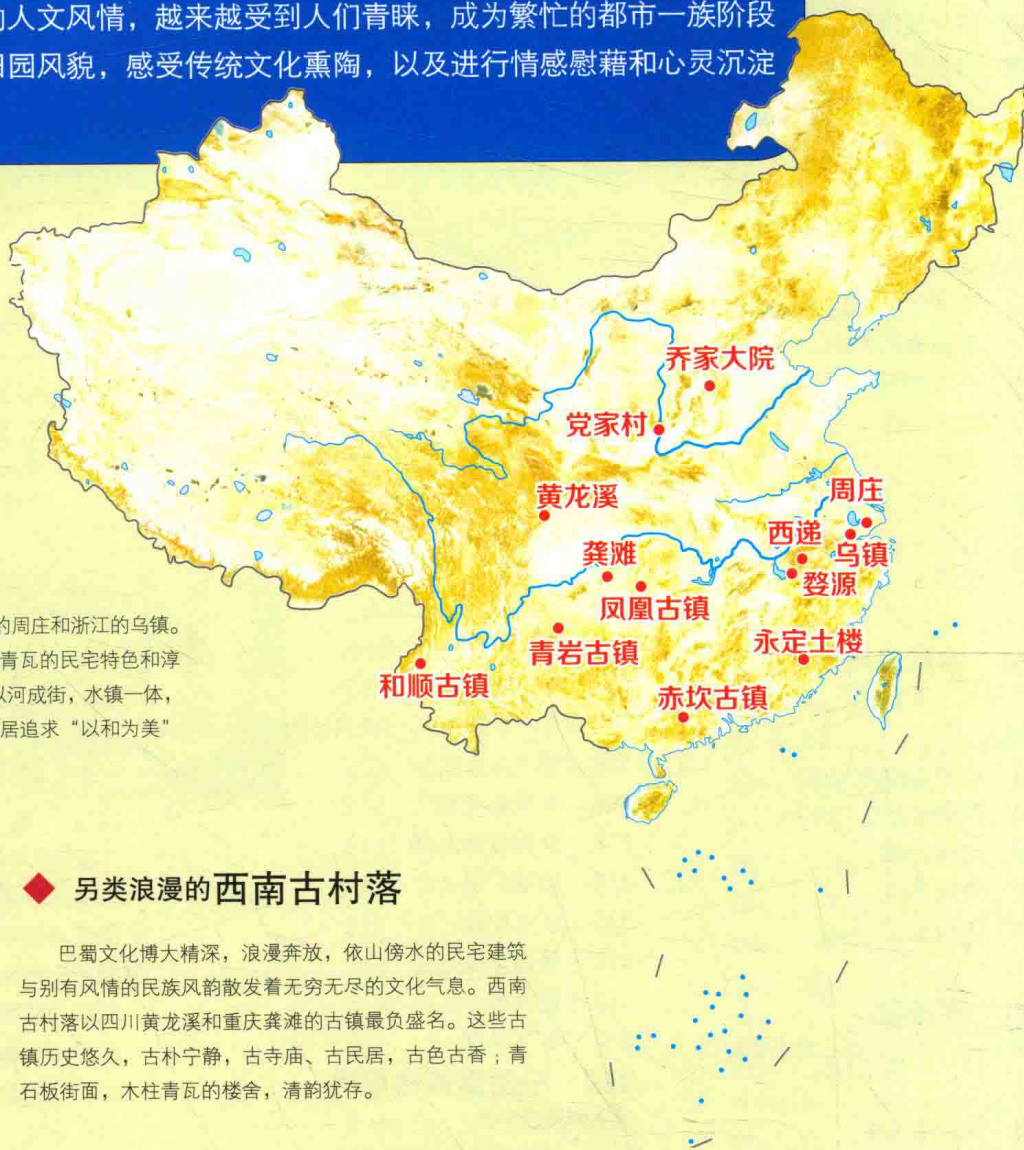 的人文风情，越来越受到人们青睐，成为繁忙的都市一族阶段
田园风貌，感受传统文化熏陶，以及进行情感慰藉和心灵沉淀
乔家大院
党家村
黄龙溪
周庄
西递
乌镇
龚滩
婺源
凤凰古镇
青岩古镇
永定土楼
和顺古镇
赤坎古镇
的周庄和浙江的乌镇。
青瓦的民宅特色和淳
以河成街，水镇一体，
居追求“以和为美”
另类浪漫的西南古村落
巴蜀文化博大精深，浪漫奔放，依山傍水的民宅建筑
与别有风情的民族风韵散发着无穷无尽的文化气息。西南
古村落以四川黄龙溪和重庆龚滩的古镇最负盛名。这些古
镇历史悠久，古朴宁静，古寺庙、古民居，古色古香；青
石板街面，木柱青瓦的楼舍，清韵犹存。